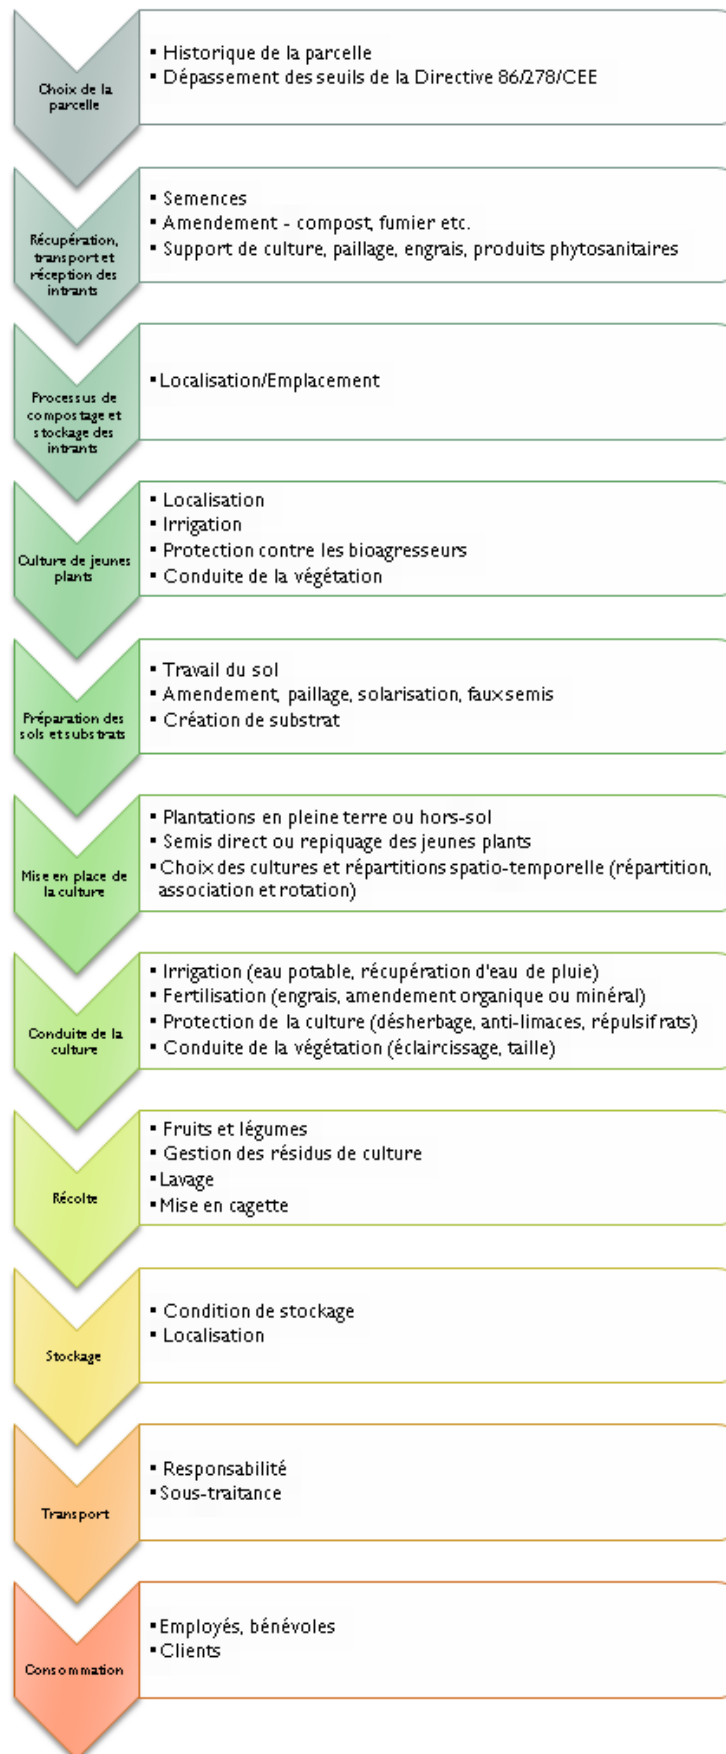 Choix de la
parcelle
▪ Historique de la parcelle
▪ Dépassement des seuils de la Directive 86/278/CEE
Récupération,
transport et
réception des
intrants
▪ Semences
▪ Amendement - compost, fumier etc.
▪ Support de culture, paillage, engrais, produits phytosanitaires
Processus de
compostage et
stockage des
intrants
▪ Localisation/Emplacement
Culture de jeunes
plants
▪ Localisation
▪ Irrigation
▪ Protection contre les bioagresseurs
▪ Conduite de la végétation
Préparation des
sols et substrats
▪ Travail du sol
▪ Amendement, paillage, solarisation, faux semis
▪ Création de substrat
Mise en place de
la culture
▪ Plantations en pleine terre ou hors-sol
▪ Semis direct ou repiquage des jeunes plants
▪ Choix des cultures et répartitions spatio-temporelle (répartition,
association et rotation)
Conduite de la
culture
▪ Irrigation (eau potable, récupération d'eau de pluie)
▪ Fertilisation (engrais, amendement organique ou minéral)
▪ Protection de la culture (désherbage, anti-limaces, répulsif rats)
▪ Conduite de la végétation (éclaircissage, taille)
Récolte
▪ Fruits et légumes
▪ Gestion des résidus de culture
▪ Lavage
▪ Mise en cagette
Stockage
▪ Condition de stockage
▪ Localisation
Transport
▪ Responsabilité
▪ Sous-traitance
Consommation
▪ Employés, bénévoles
▪ Clients